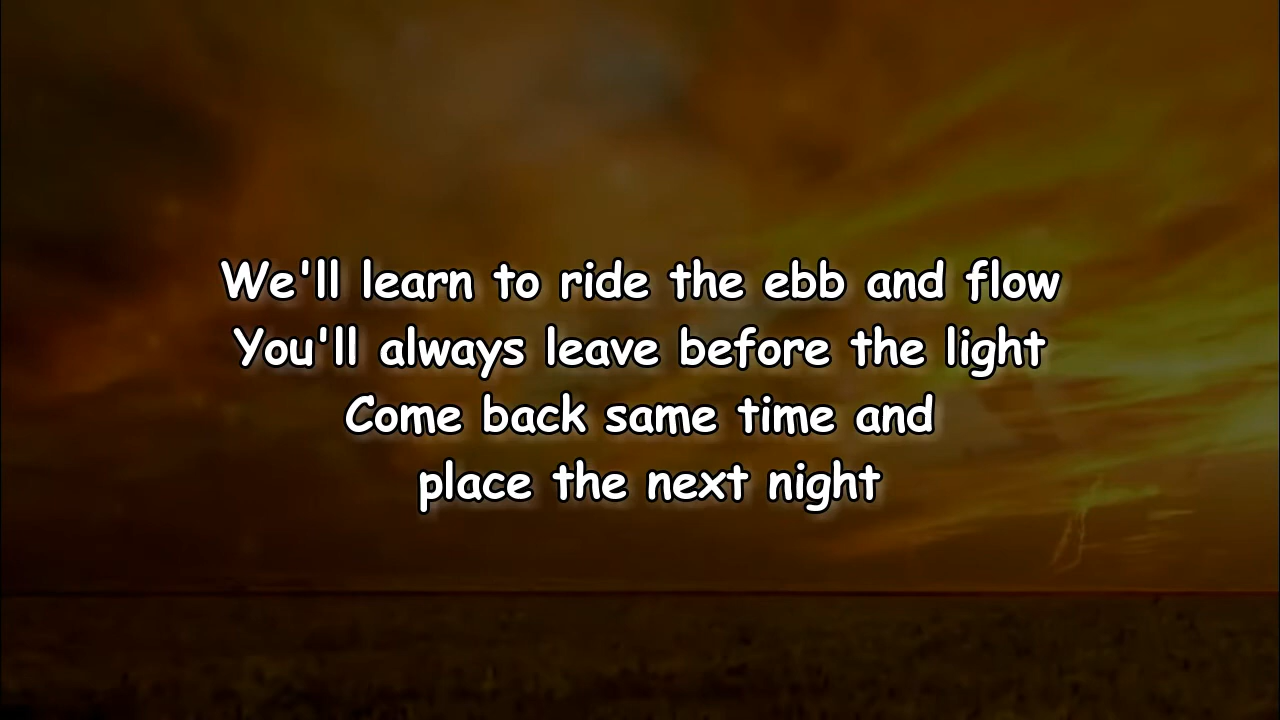 We'll learn to ride the ebb and flow
You'll always leave before the light
Come back same time and
place the next night